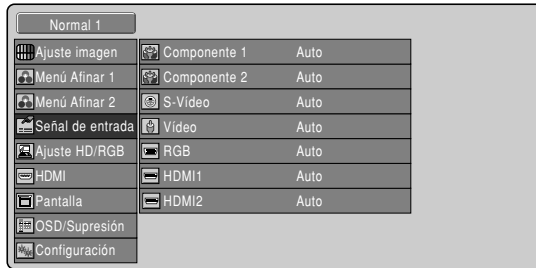 Normal 1
Ajuste imagen Componente 1 Auto
Menú Afinar 1 Componente 2 Auto
Menú Afinar 2 S-Vídeo Auto
Señal de entrada Vídeo Auto
Ajuste HD/RGB RGB Auto
HDMI HDMI1 Auto
Pantalla HDMI2 Auto
OSD/Supresión
Configuración